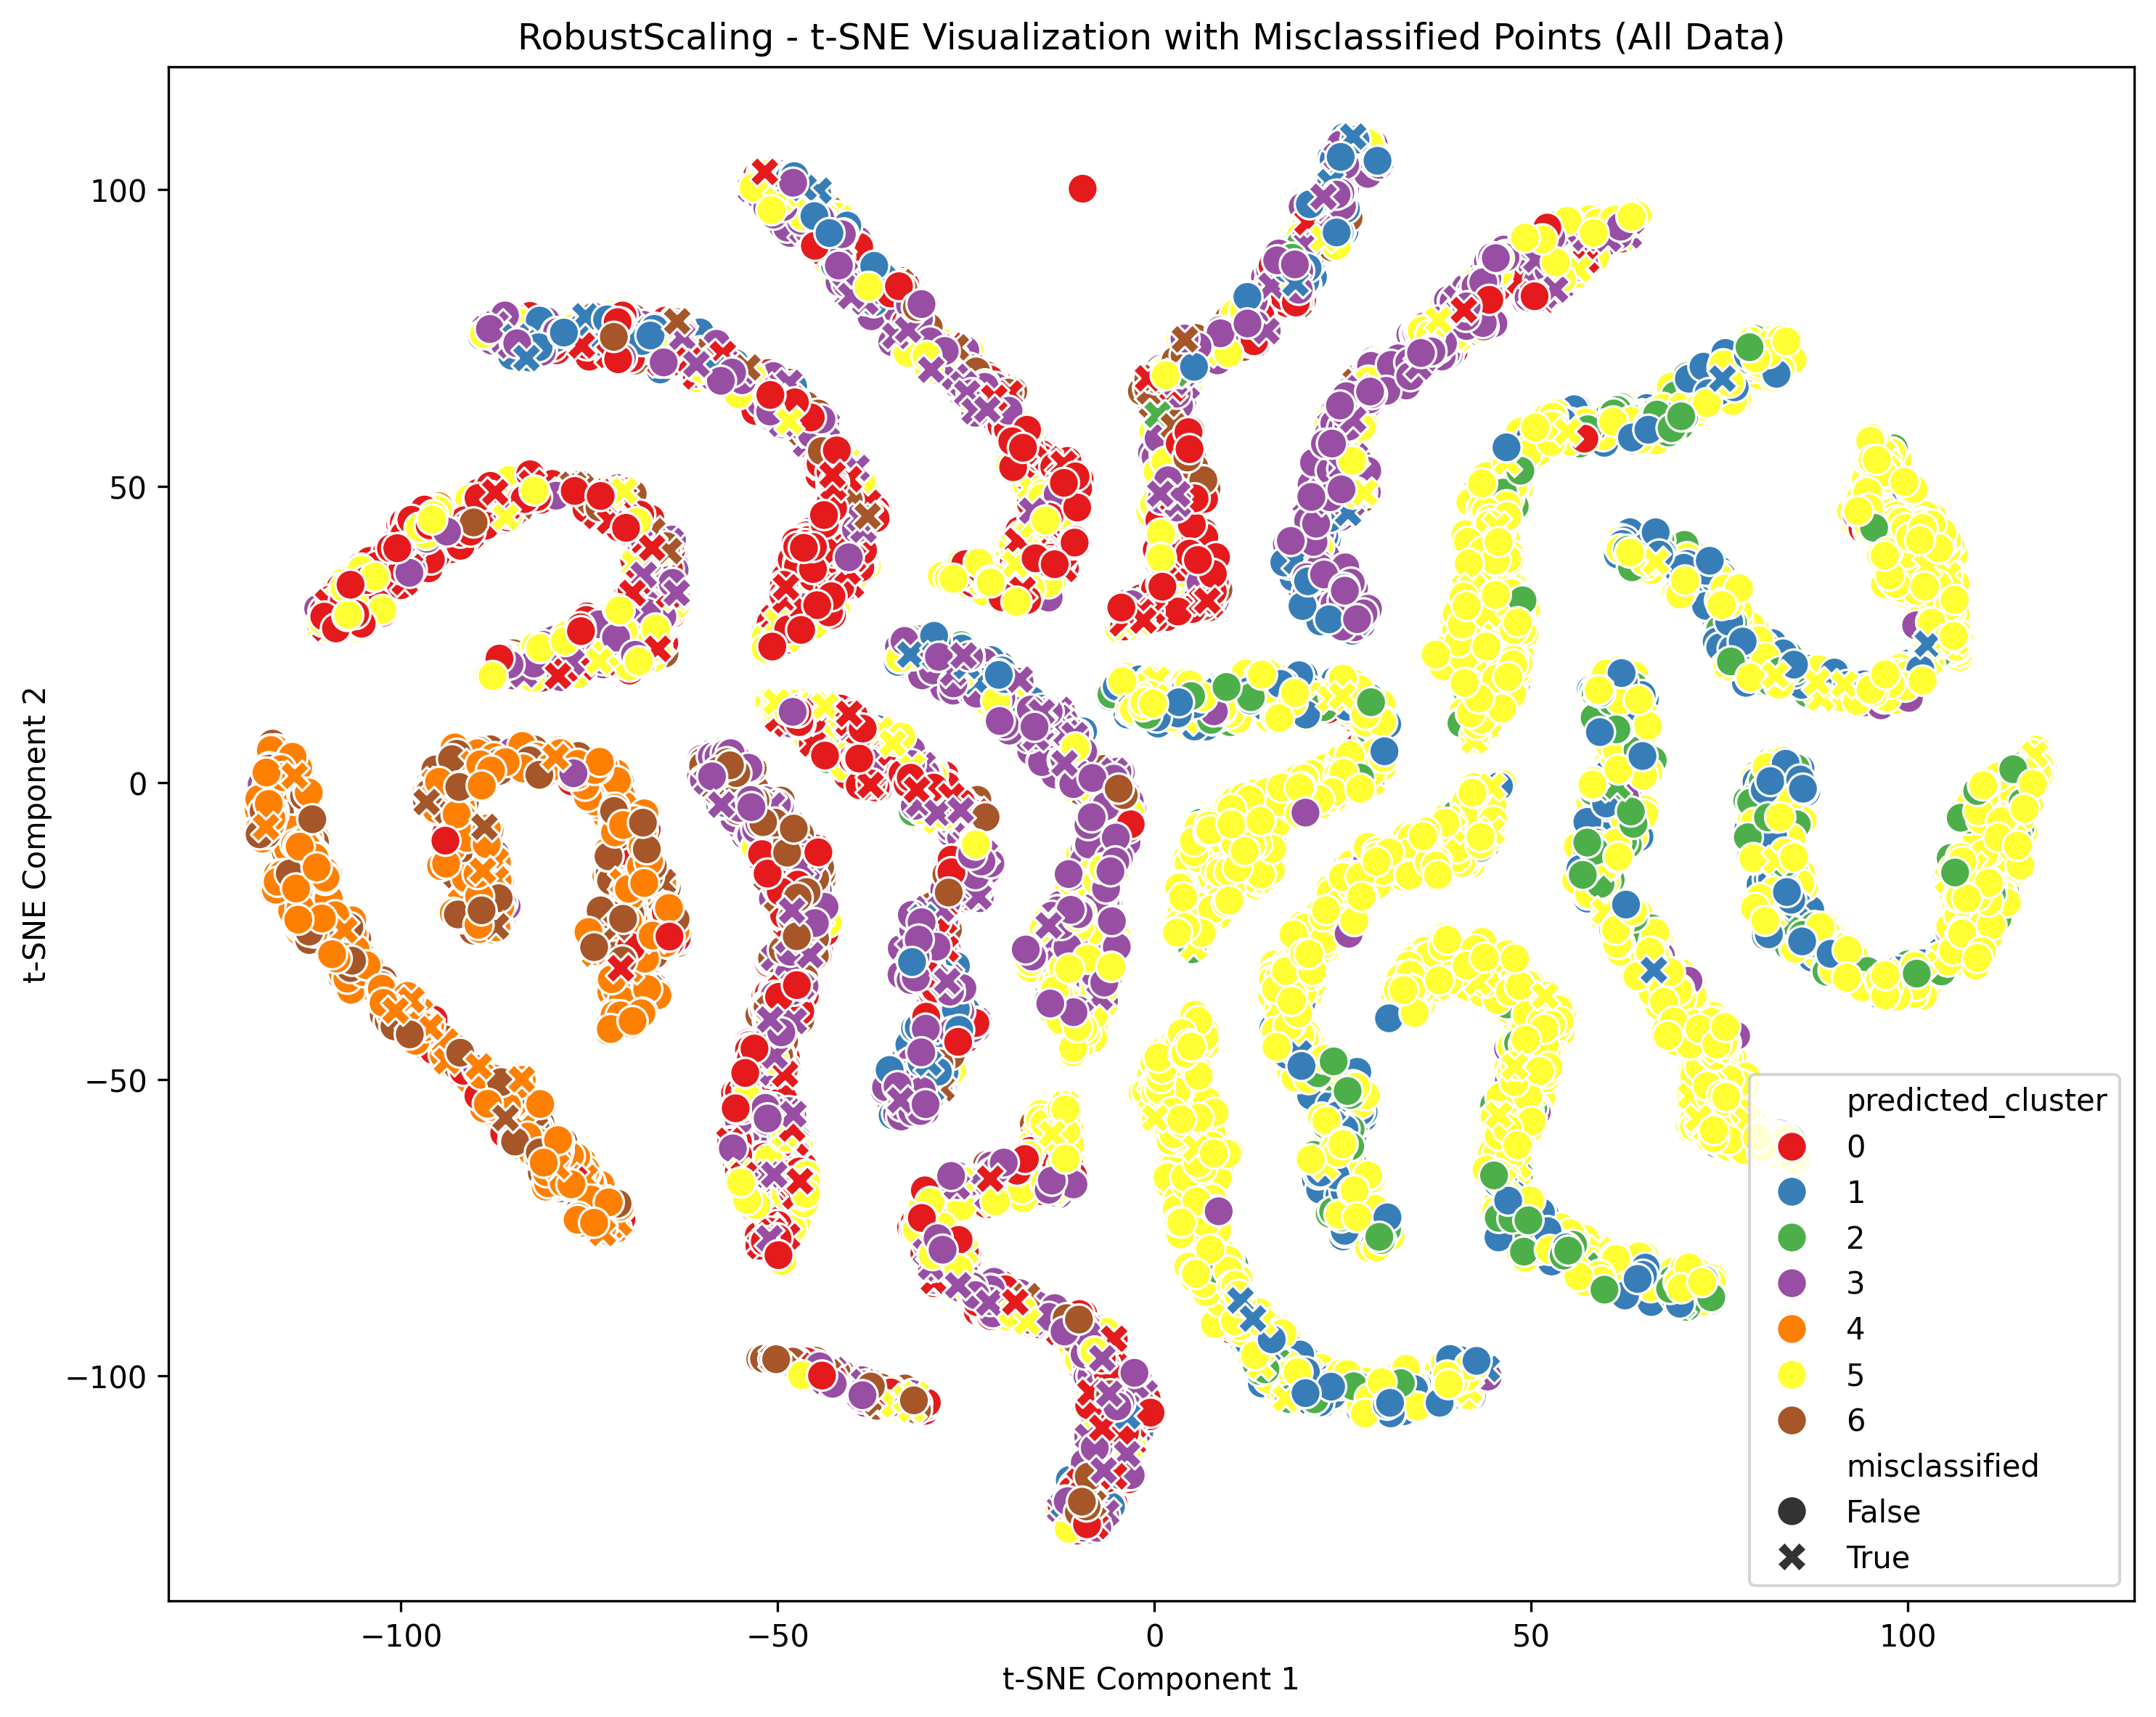 RobustScaling - t-SNE Visualization with Misclassified Points (All Data)
100
50
0
−50
−100
t-SNE Component 2
−100
−50
0
50
100
t-SNE Component 1
predicted_cluster
0
1
2
3
4
5
6
misclassified
False
True